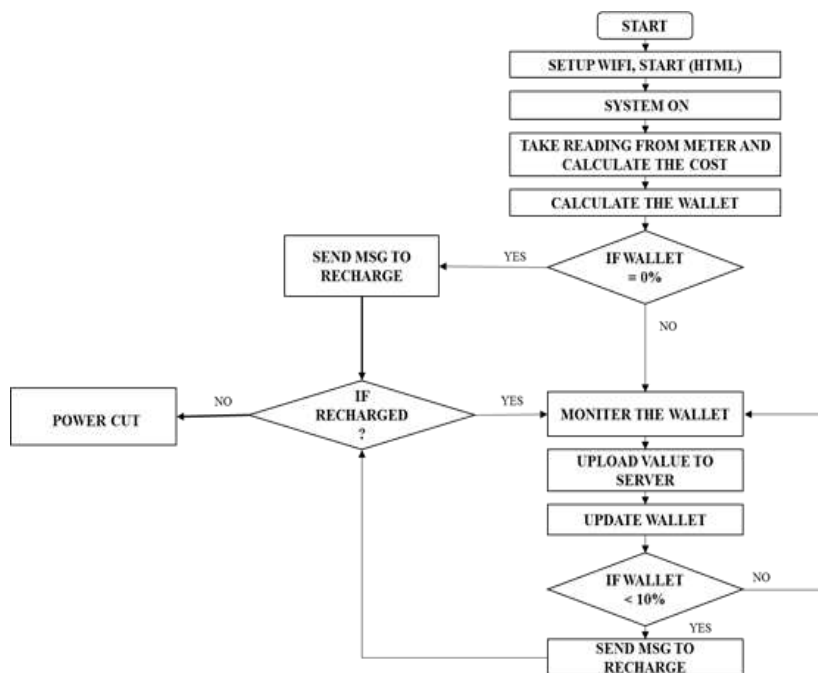 START
SETUP WIFI, START (HTML)
SYSTEM ON
TAKE READING FROM METER AND
CALCULATE THE COST
CALCULATE THE WALLET
IF WALLET
= 0%
YES
SEND MSG TO
RECHARGE
NO
IF
RECHARGED
?
NO
POWER CUT
YES
MONITER THE WALLET
UPLOAD VALUE TO
SERVER
UPDATE WALLET
IF WALLET
< 10%
NO
YES
SEND MSG TO
RECHARGE